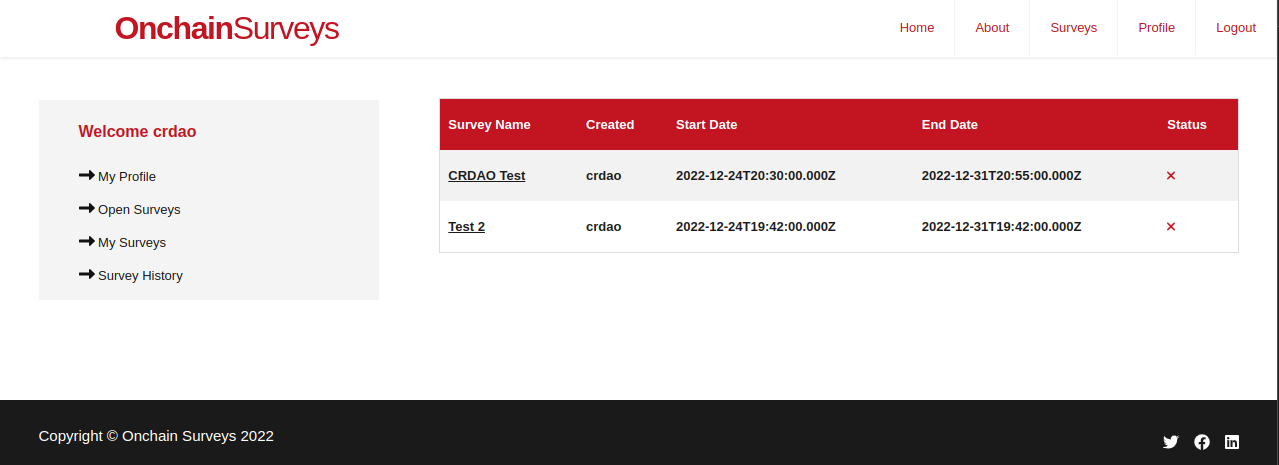 OnchainSurveys
Home About Surveys Profile Logout
Welcome crdao
My Profile
Open Surveys
My Surveys
Survey History
Survey Name Created Start Date End Date Status
CRDAO Test crdao 2022-12-24T20:30:00.000Z 2022-12-31T20:55:00.000Z
Test 2 crdao 2022-12-24T19:42:00.000Z 2022-12-31T19:42:00.000Z
Copyright © Onchain Surveys 2022